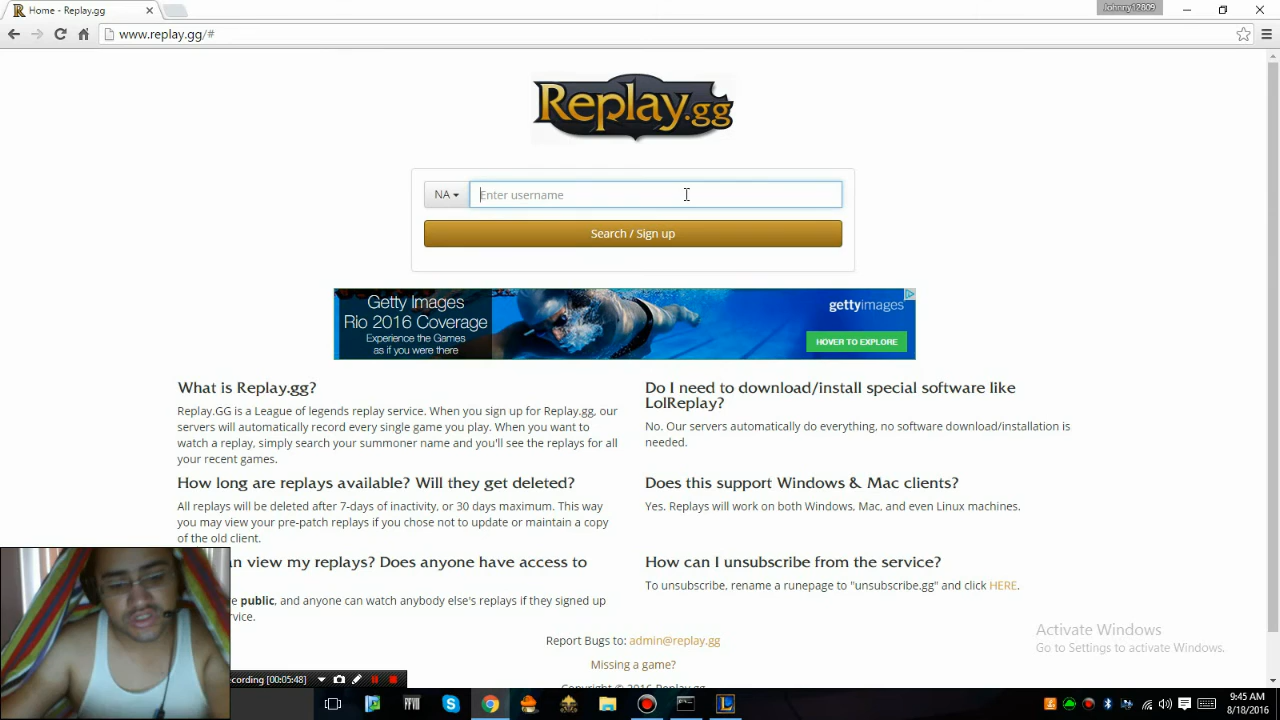 Home - Replay.gg
Johnny12809
www.replay.gg/#
Replay.gg
NA
Enter username
Search / Sign up
Getty Images
Rio 2016 Coverage
Experience the Games
as if you were there
gettyimages
HOVER TO EXPLORE
What is Replay.gg?
Replay.GG is a League of legends replay service. When you sign up for Replay.gg, our
servers will automatically record every single game you play. When you want to
watch a replay, simply search your summoner name and you'll see the replays for all
your recent games.
Do I need to download/install special software like
LolReplay?
No. Our servers automatically do everything, no software download/installation is
needed.
How long are replays available? Will they get deleted?
All replays will be deleted after 7-days of inactivity, or 30 days maximum. This way
you may view your pre-patch replays if you chose not to update or maintain a copy
of the old client.
Does this support Windows & Mac clients?
Yes. Replays will work on both Windows, Mac, and even Linux machines.
view my replays? Does anyone have access to
public, and anyone can watch anybody else's replays if they signed up
How can I unsubscribe from the service?
To unsubscribe, rename a runepage to "unsubscribe.gg" and click HERE.
Report Bugs to: admin@replay.gg
Missing a game?
Copyright © 2016 Replay.gg
Activate Windows
Go to Settings to activate Windows.
ecording [00:05:48]
9:45 AM
8/18/2016